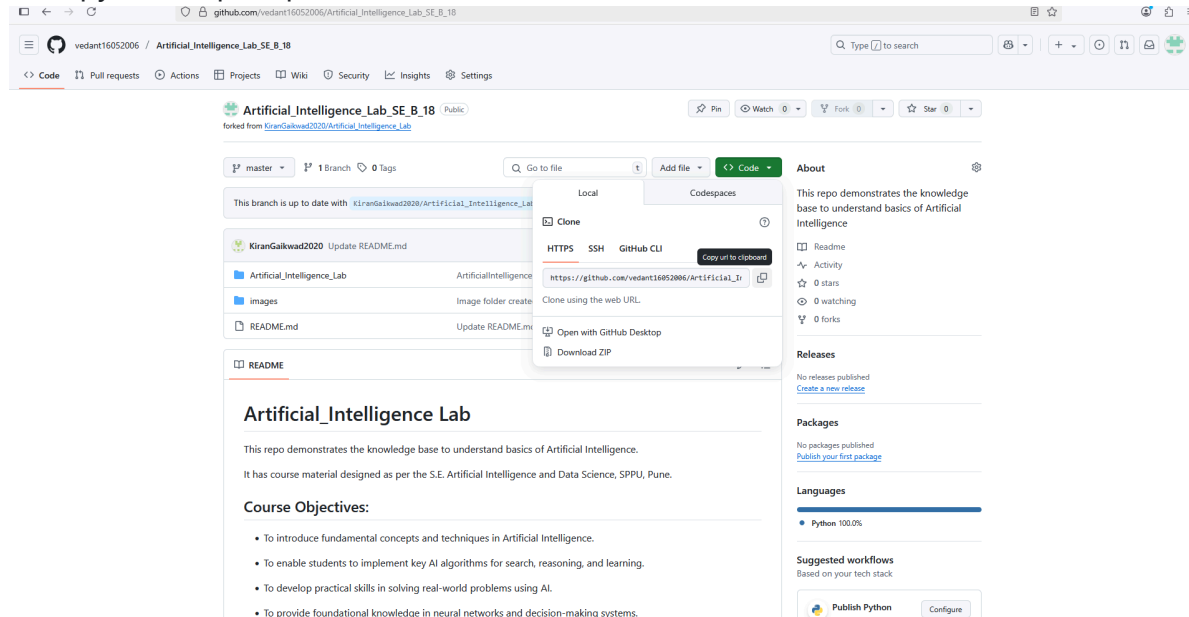 github.com/vedant16052006/Artificial_Intelligence_Lab_SE_B_18
vedant16052006 / Artificial_Intelligence_Lab_SE_B_18
Type / to search
<> Code Pull requests Actions Projects Wiki Security Insights Settings
Artificial_Intelligence_Lab_SE_B_18 Public
Pin Watch 0 Fork 0 Star 0
forked from KiranGaikwad2020/Artificial_Intelligence_Lab
master 1 Branch 0 Tags
Go to file t Add file <> Code
This branch is up to date with KiranGaikwad2020/Artificial_Intelligence_La
KiranGaikwad2020 Update README.md
Artificial_Intelligence_Lab ArtificialIntelligence
images Image folder create
README.md Update README.m
Local Codespaces
Clone
HTTPS SSH GitHub CLI
Copy url to clipboard
https://github.com/vedant16052006/Artificial_I
Clone using the web URL.
Open with GitHub Desktop
Download ZIP
README
Artificial_Intelligence Lab
This repo demonstrates the knowledge base to understand basics of Artificial Intelligence.
It has course material designed as per the S.E. Artificial Intelligence and Data Science, SPPU, Pune.
Course Objectives:
• To introduce fundamental concepts and techniques in Artificial Intelligence.
• To enable students to implement key AI algorithms for search, reasoning, and learning.
• To develop practical skills in solving real-world problems using AI.
• To provide foundational knowledge in neural networks and decision-making systems.
About
This repo demonstrates the knowledge
base to understand basics of Artificial
Intelligence
Readme
Activity
0 stars
0 watching
0 forks
Releases
No releases published
Create a new release
Packages
No packages published
Publish your first package
Languages
Python 100.0%
Suggested workflows
Based on your tech stack
Publish Python Configure